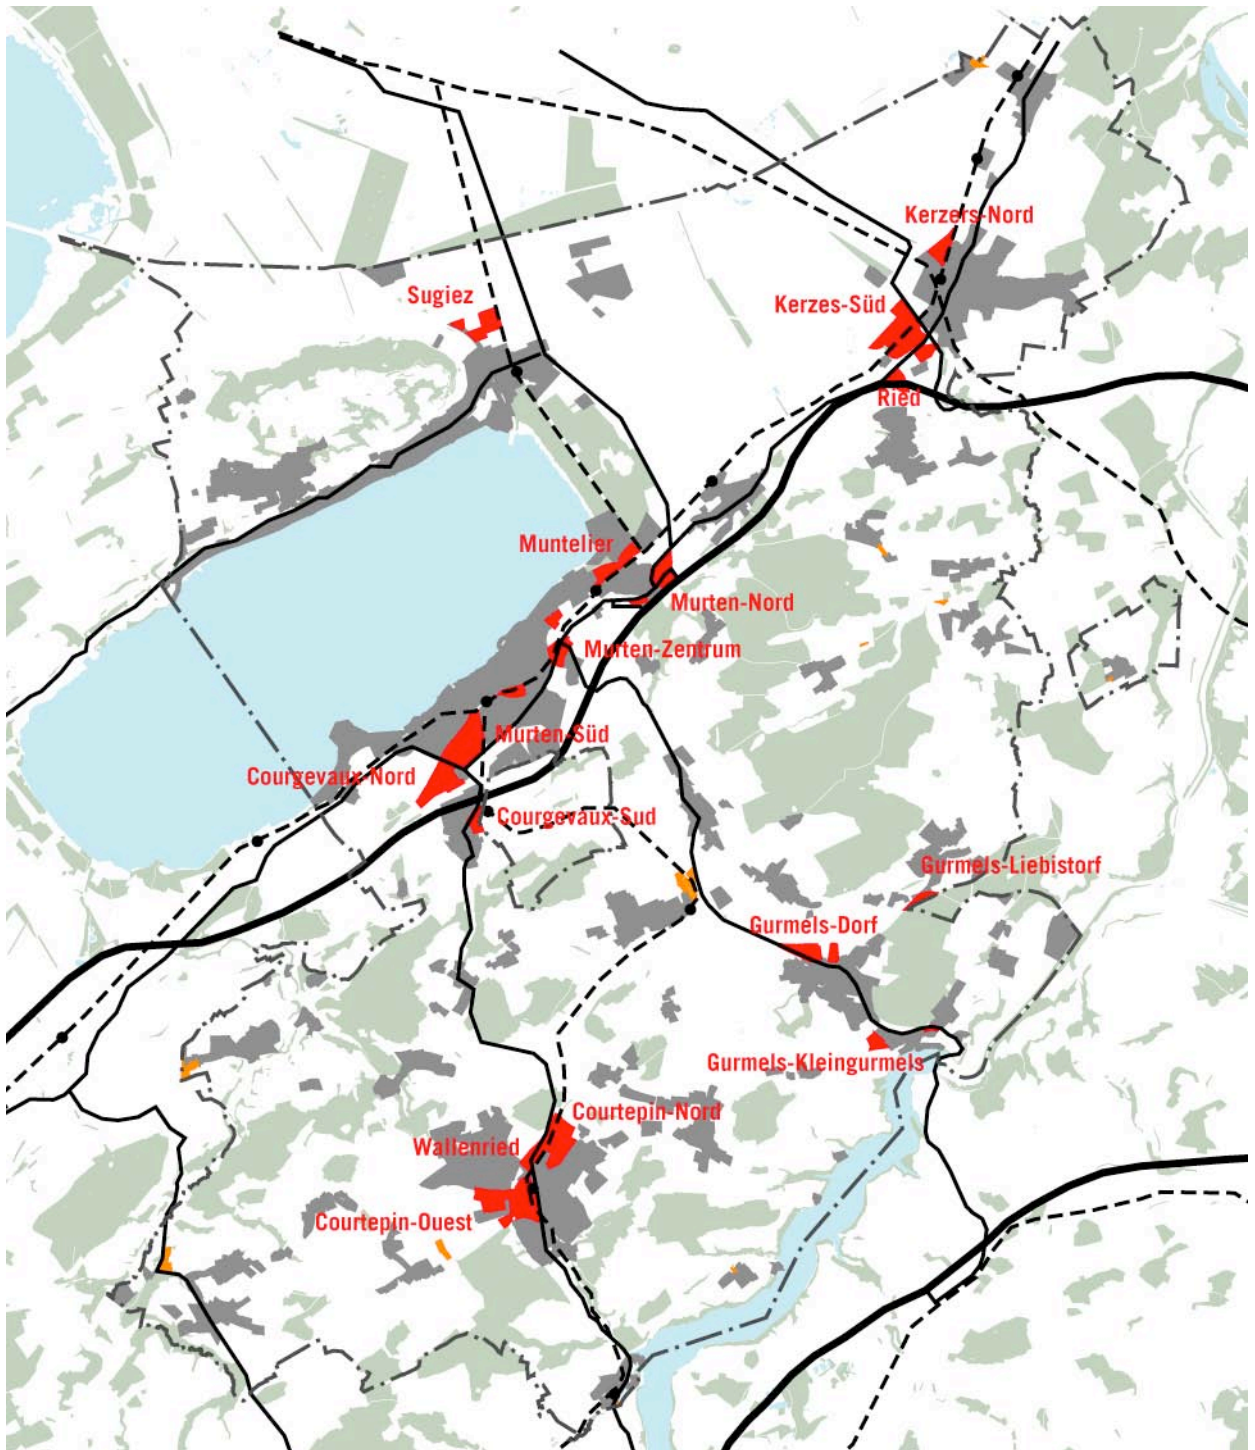 Kerzers-Nord
Sugiez
Kerzes-Süd
Ried
Muntelier
Murten-Nord
Murten-Zentrum
Murten-Süd
Courgevaux-Nord
Courgevaux-Sud
Gurmels-Liebistorf
Gurmels-Dorf
Gurmels-Kleingurmels
Courtepin-Nord
Wallenried
Courtepin-Ouest